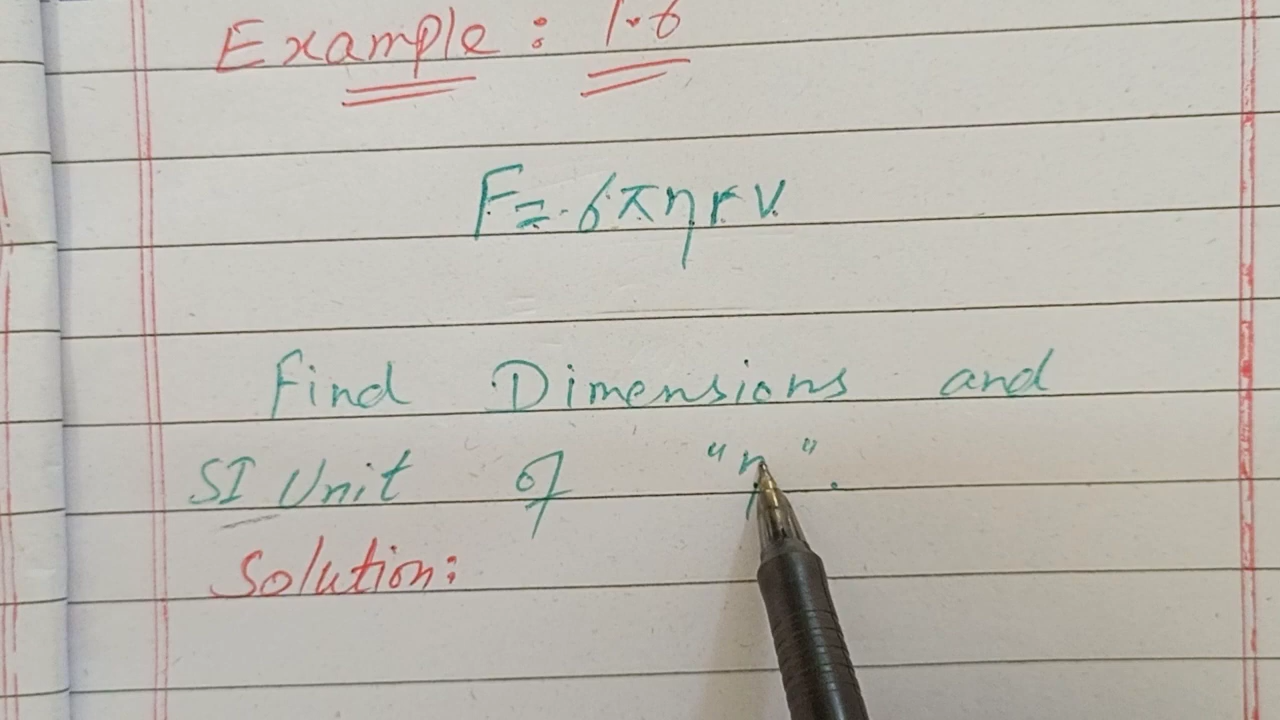 Example: 1.6
F = 6πηrv
Find Dimensions and
SI Unit of "η".
Solution: